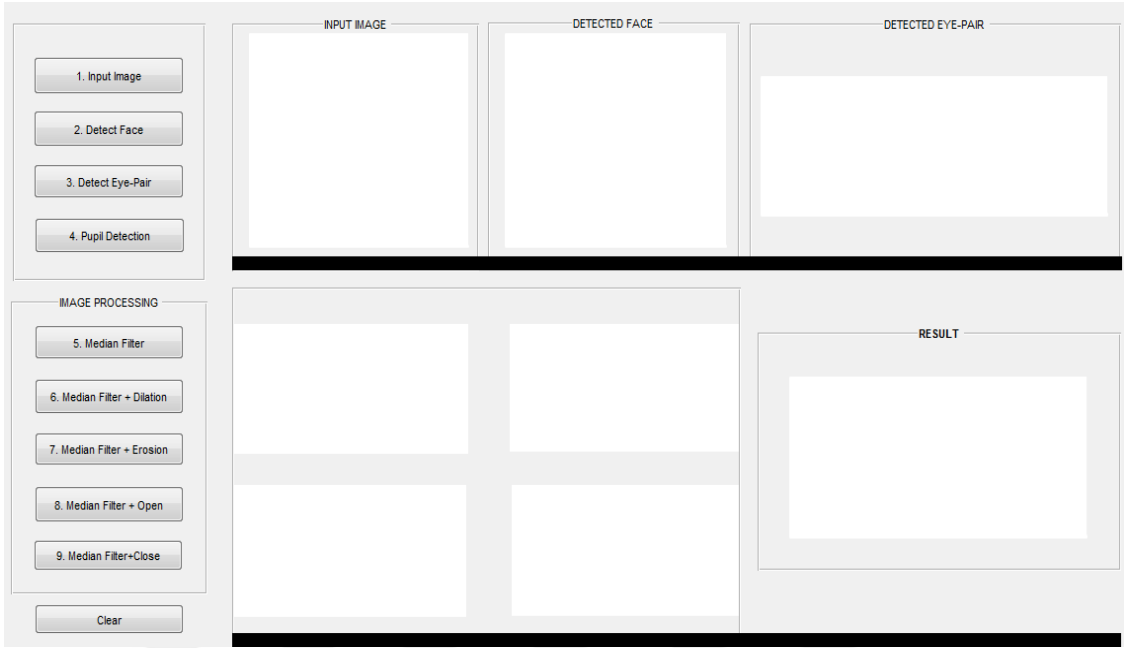 INPUT IMAGE
DETECTED FACE
DETECTED EYE-PAIR
1. Input Image
2. Detect Face
3. Detect Eye-Pair
4. Pupil Detection
IMAGE PROCESSING
5. Median Filter
6. Median Filter + Dilation
7. Median Filter + Erosion
8. Median Filter + Open
9. Median Filter+Close
Clear
RESULT